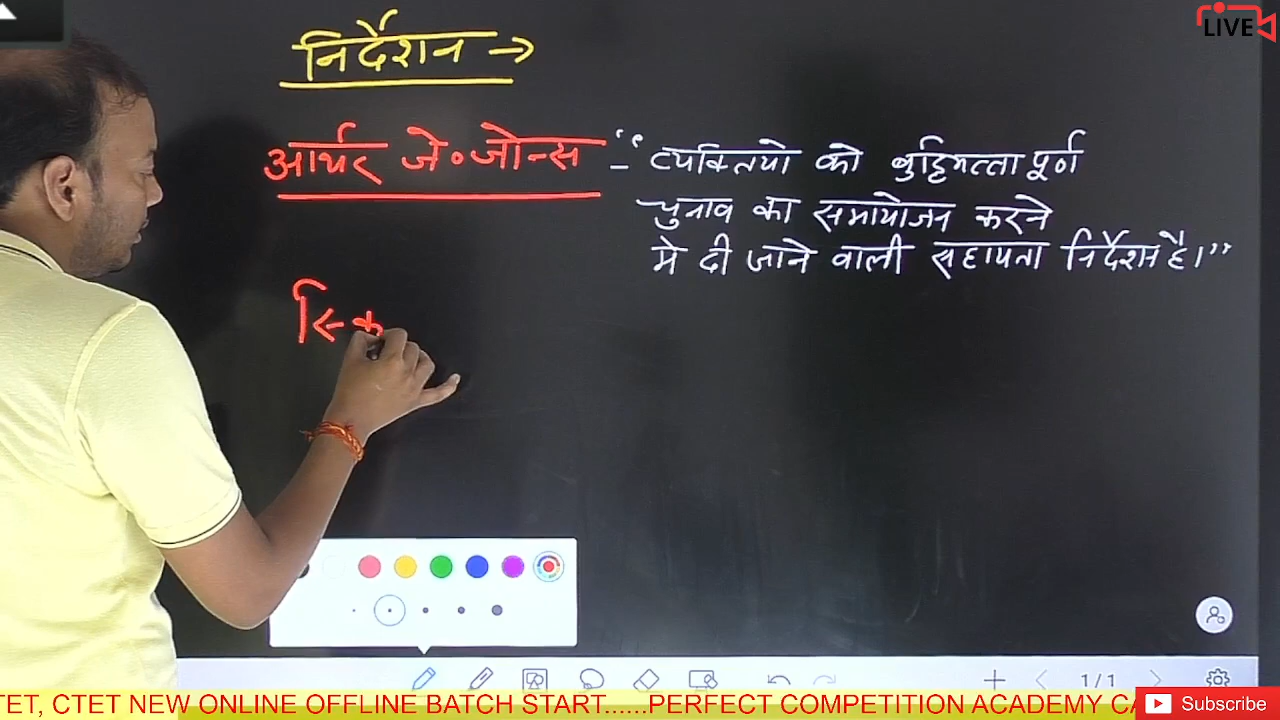 LIVE
निर्देशन →
आर्थर जे॰ जोन्स - “व्यक्तियो को बुद्दिमत्तापूर्ण
चुनाव का समायोजन करने
मे दी जाने वाली सहायता निर्देशन है।”
1/1
TET, CTET NEW ONLINE OFFLINE BATCH START......PERFECT COMPETITION ACADEMY
Subscribe